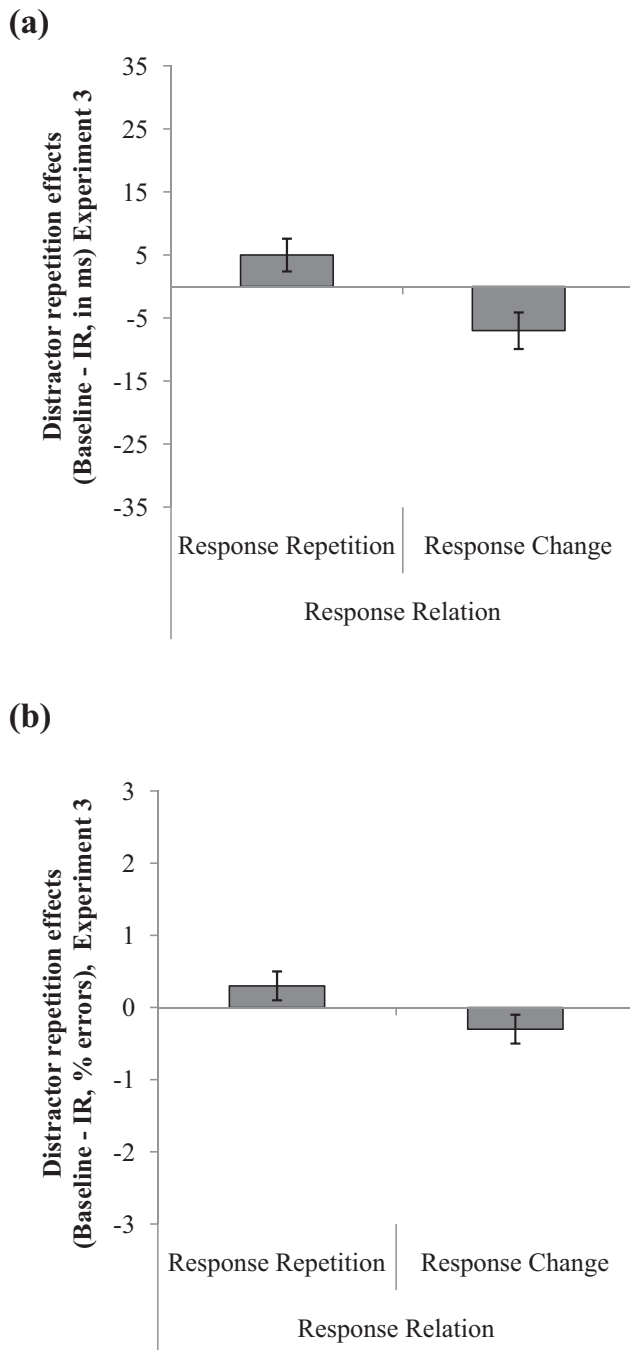 (a)
Distractor repetition effects
(Baseline - IR, in ms) Experiment 3
35
25
15
5
-5
-15
-25
-35
Response Repetition
Response Change
Response Relation
(b)
Distractor repetition effects
(Baseline - IR, % errors), Experiment 3
3
2
1
0
-1
-2
-3
Response Repetition
Response Change
Response Relation